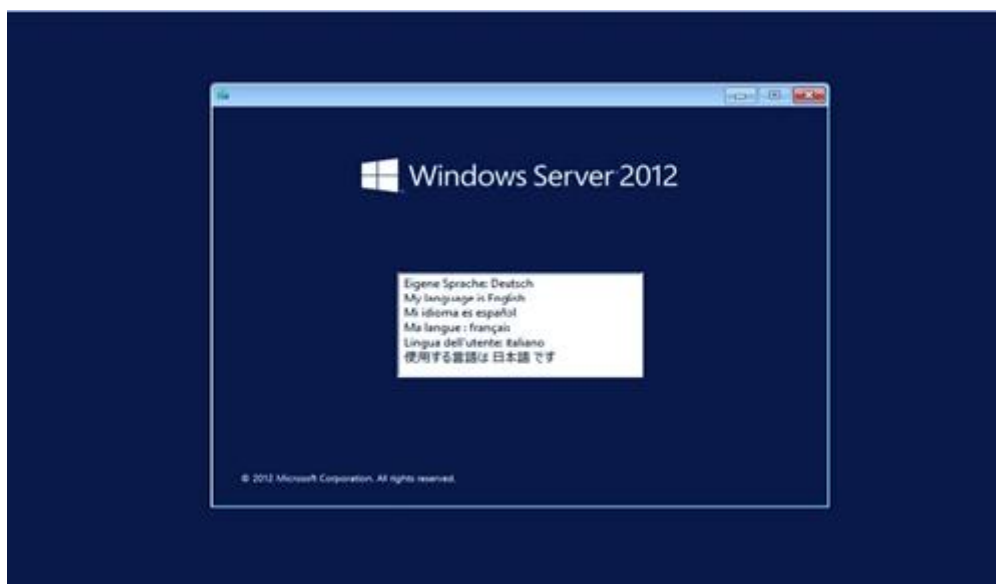 Windows Server 2012
Eigene Sprache: Deutsch
My language is English
Mi idioma es español
Ma langue : français
Lingua dell'utente: italiano
使用する言語は 日本語 です
© 2012 Microsoft Corporation. All rights reserved.